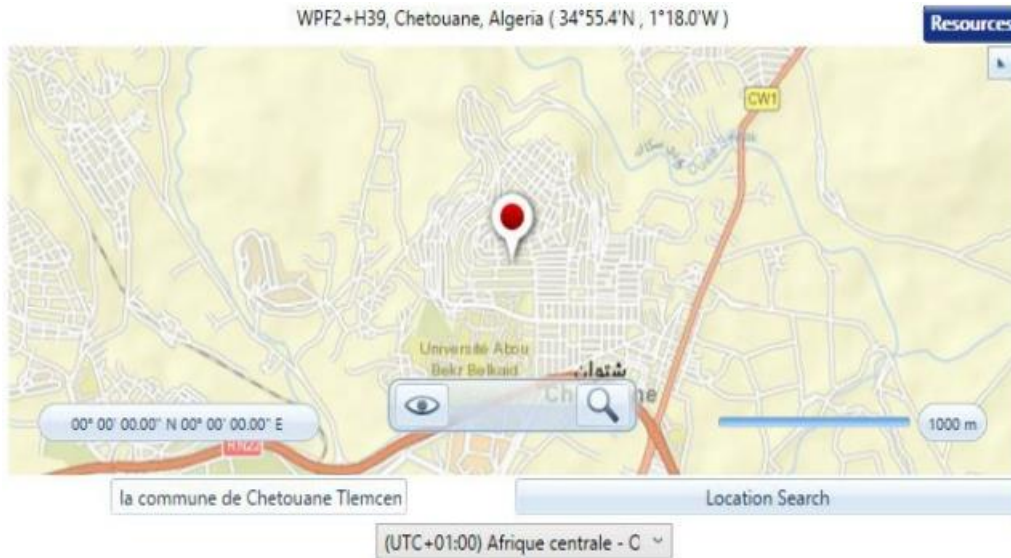 WPF2+H39, Chetouane, Algeria ( 34°55.4'N , 1°18.0'W )
Resources
CW1
Université Abou
Bekr Belkaid
شتوان
00° 00' 00.00" N 00° 00' 00.00" E
RN22
1000 m
la commune de Chetouane Tlemcen
Location Search
(UTC+01:00) Afrique centrale - O